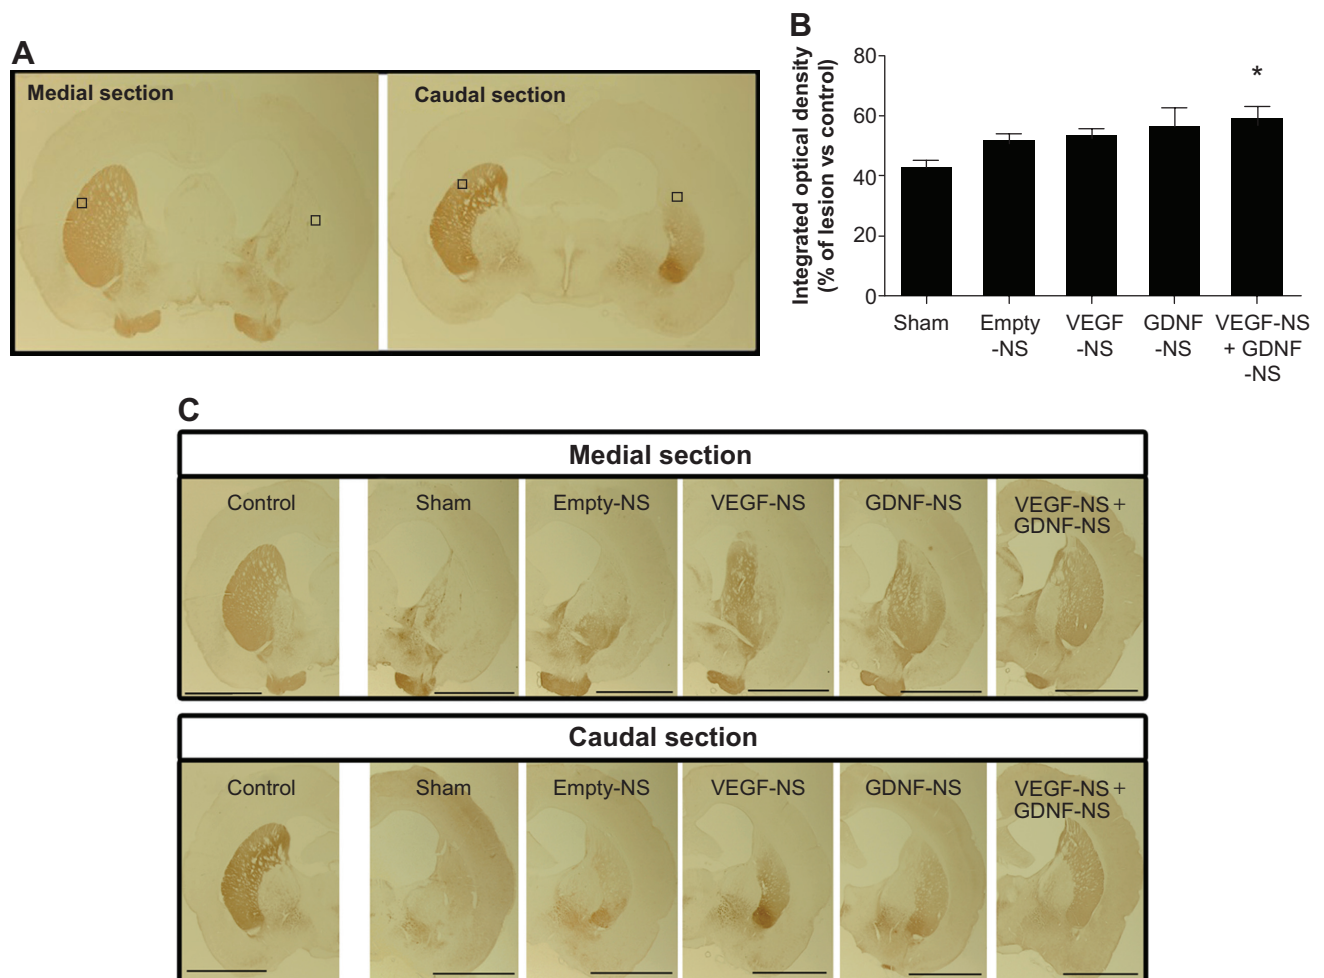 A
Medial section
Caudal section
B
Integrated optical density
(% of lesion vs control)
80
60
40
20
0
*
Sham
Empty
-NS
VEGF
-NS
GDNF
-NS
VEGF-NS
+ GDNF
-NS
C
Medial section
Control
Sham
Empty-NS
VEGF-NS
GDNF-NS
VEGF-NS +
GDNF-NS
Caudal section
Control
Sham
Empty-NS
VEGF-NS
GDNF-NS
VEGF-NS +
GDNF-NS